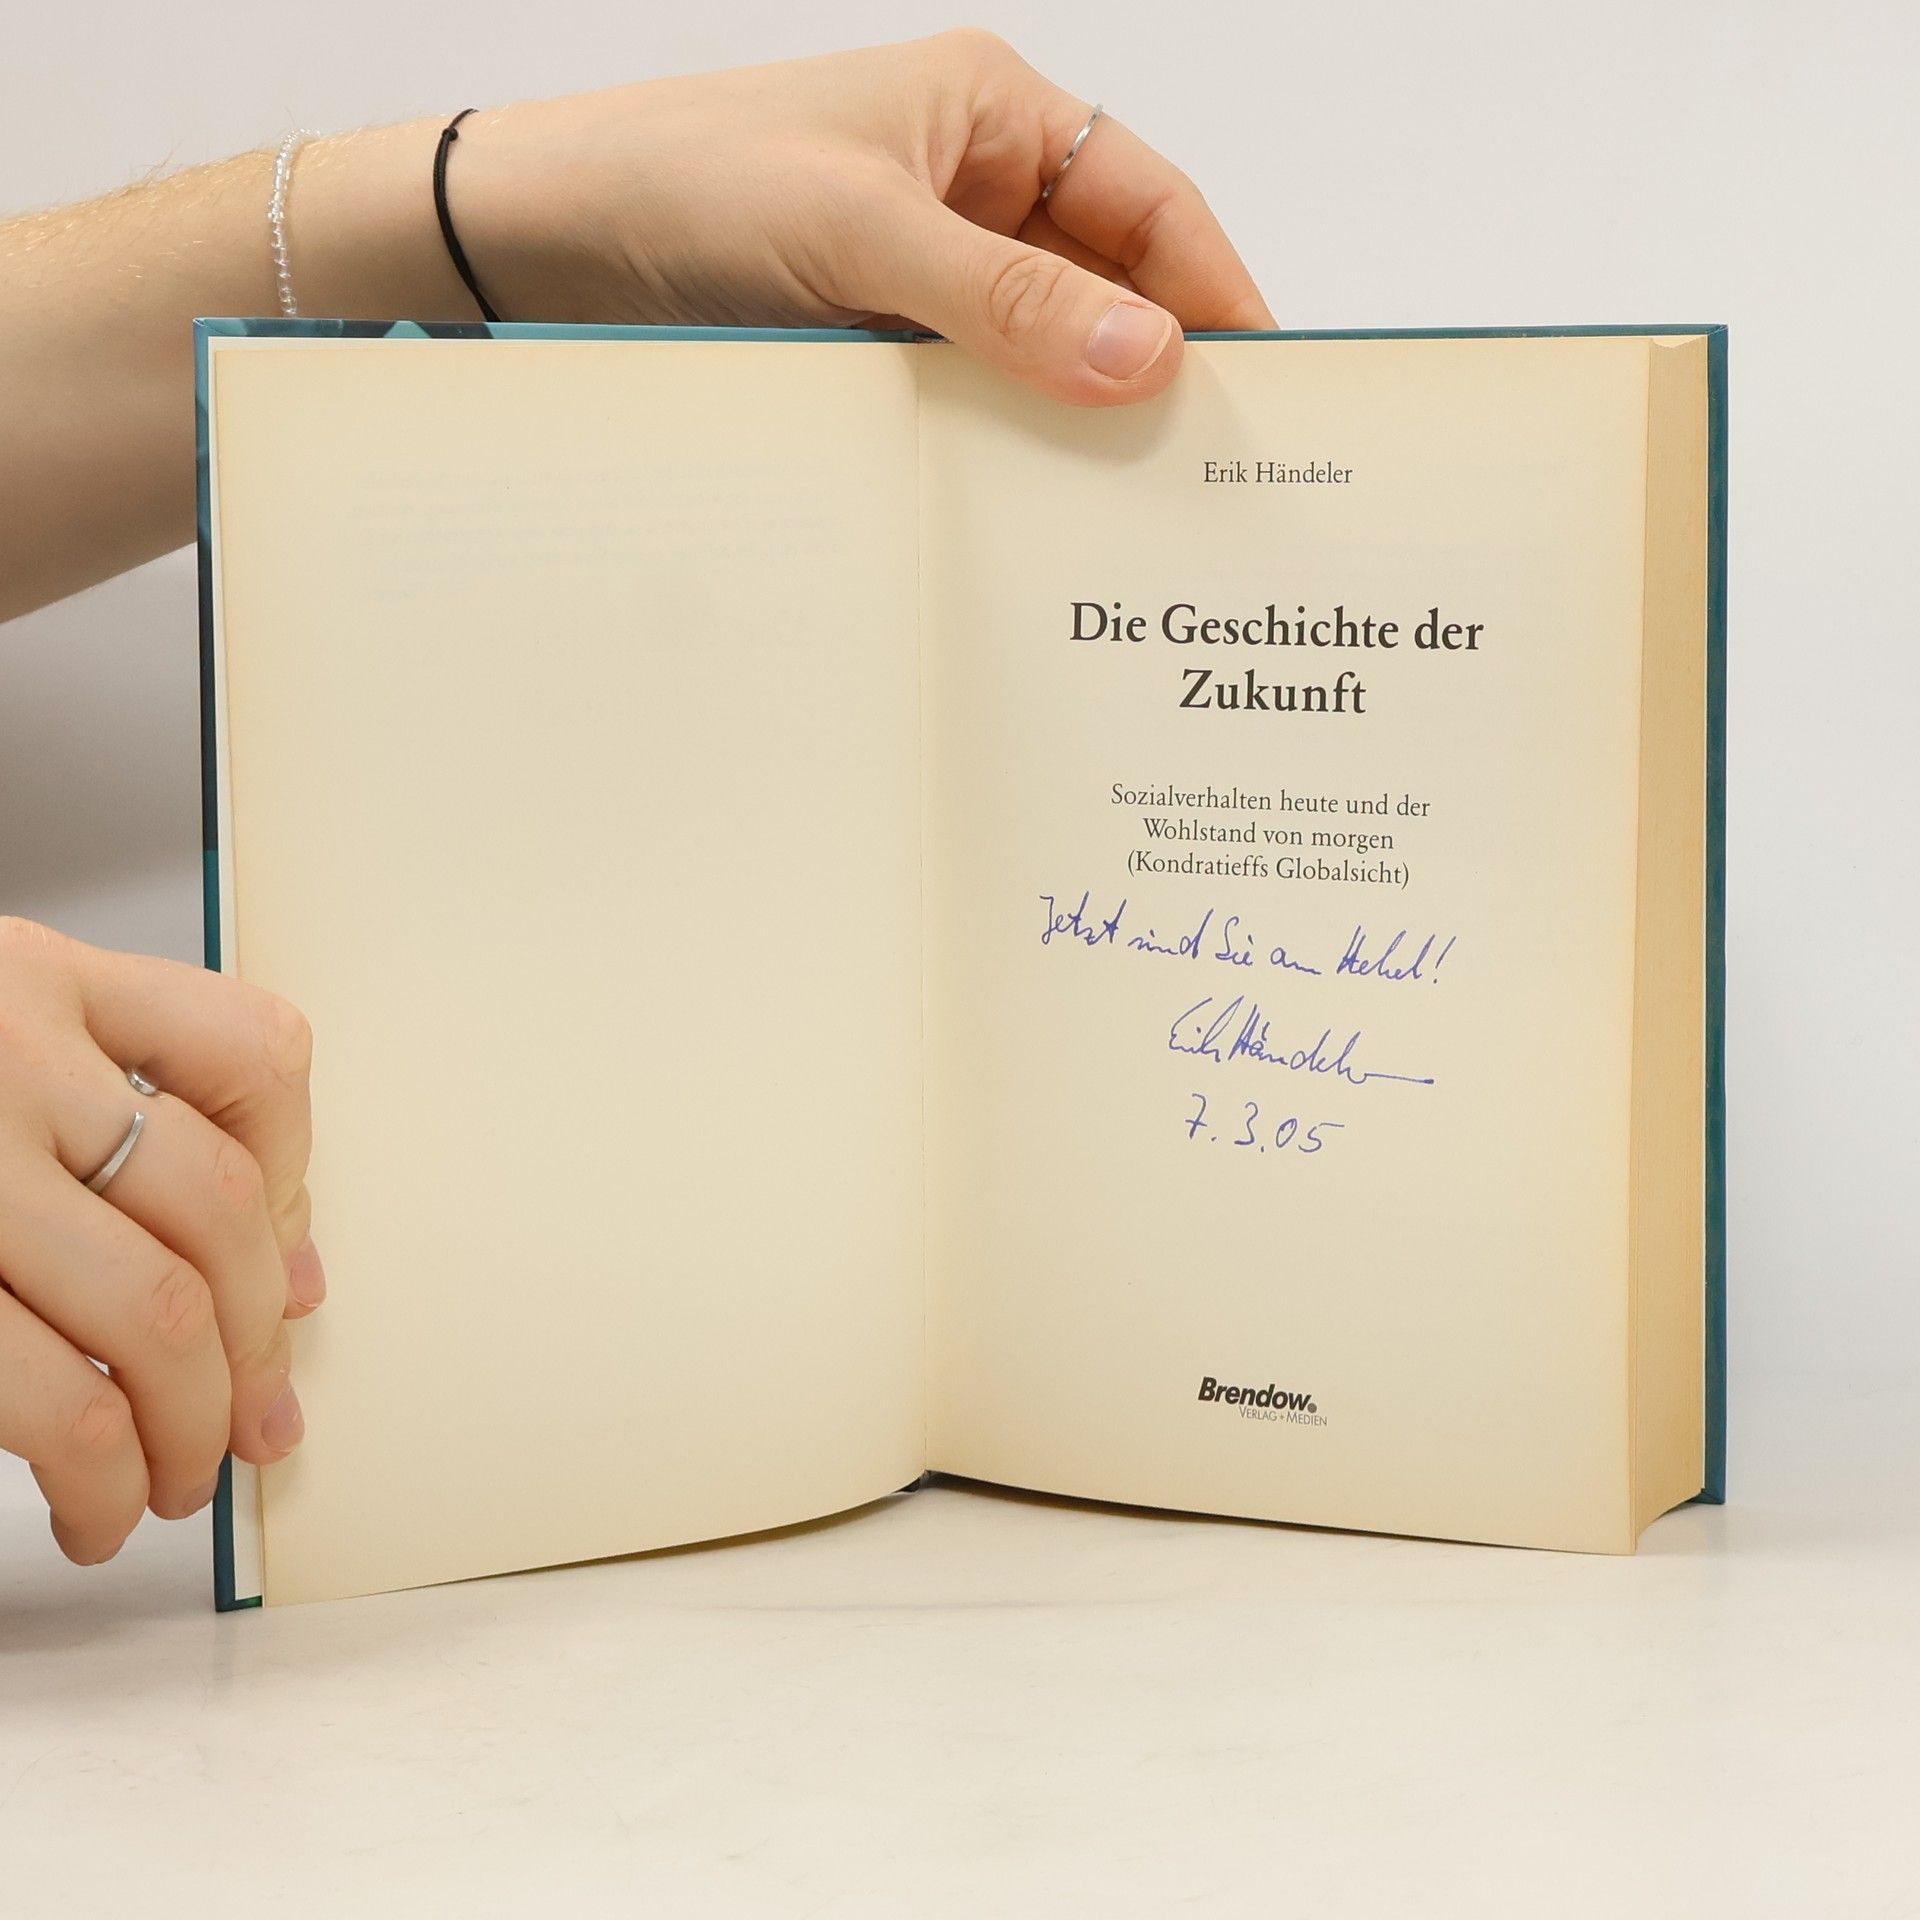 Erik Händeler
Die Geschichte der
Zukunft
Sozialverhalten heute und der
Wohlstand von morgen
(Kondratieffs Globalsicht)
Jetzt sind Sie am Hebel!
Erik Händeler
7.3.05
Brendow.
VERLAG + MEDIEN